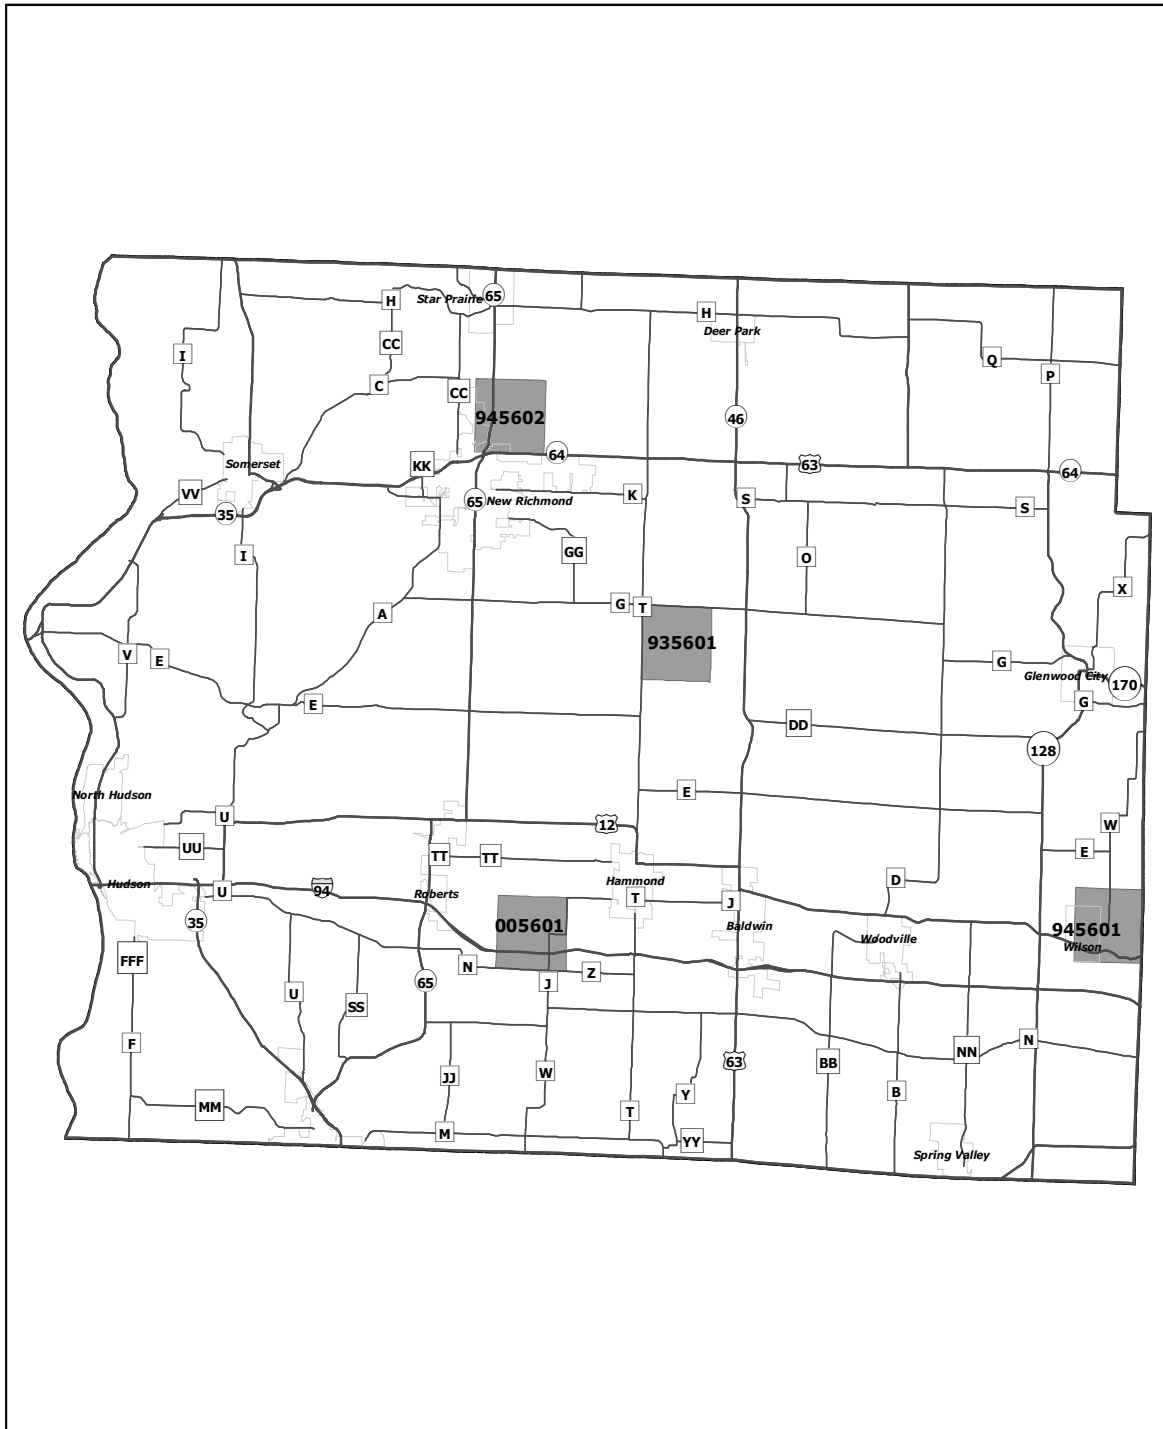 H
Star Prairie
65
H
Deer Park
CC
I
Q
P
C
CC
945602
46
64
63
KK
Somerset
64
VV
K
S
65
New Richmond
S
35
I
GG
O
X
G
T
A
935601
V
E
G
Glenwood City
170
G
E
DD
128
E
North Hudson
U
12
W
UU
TT
TT
E
Hammond
D
Hudson
U
94
Roberts
T
J
35
005601
Baldwin
945601
Woodville
Wilson
FFF
N
Z
65
J
U
SS
F
N
NN
63
BB
W
JJ
Y
B
MM
T
M
YY
Spring Valley